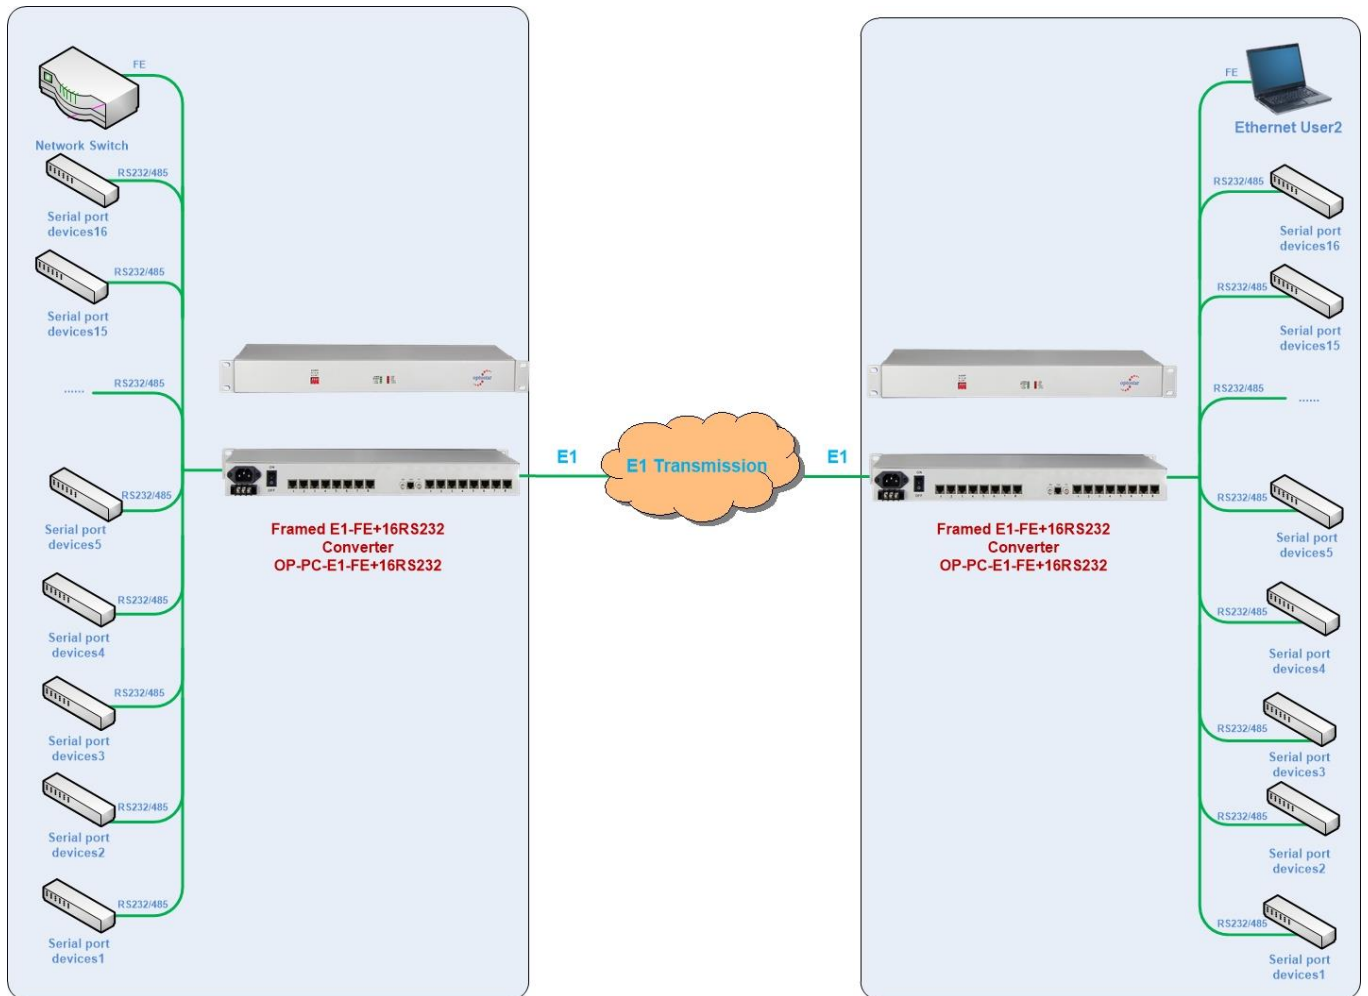 FE
Network Switch
RS232/485
Serial port
devices16
RS232/485
Serial port
devices15
......
RS232/485
RS232/485
Serial port
devices5
RS232/485
Serial port
devices4
RS232/485
Serial port
devices3
RS232/485
Serial port
devices2
RS232/485
Serial port
devices1
Framed E1-FE+16RS232
Converter
OP-PC-E1-FE+16RS232
E1
E1 Transmission
E1
Framed E1-FE+16RS232
Converter
OP-PC-E1-FE+16RS232
FE
Ethernet User2
RS232/485
Serial port
devices16
RS232/485
Serial port
devices15
RS232/485
......
RS232/485
Serial port
devices5
RS232/485
Serial port
devices4
RS232/485
Serial port
devices3
RS232/485
Serial port
devices2
RS232/485
Serial port
devices1